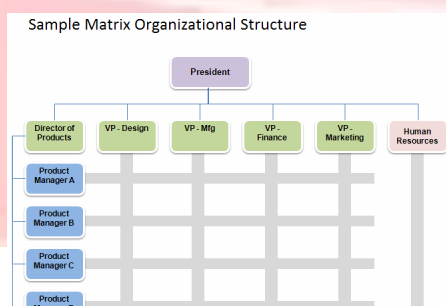 Sample Matrix Organizational Structure
President
Director of
Products
VP - Design
VP - Mfg
VP -
Finance
VP -
Marketing
Human
Resources
Product
Manager A
Product
Manager B
Product
Manager C
Product